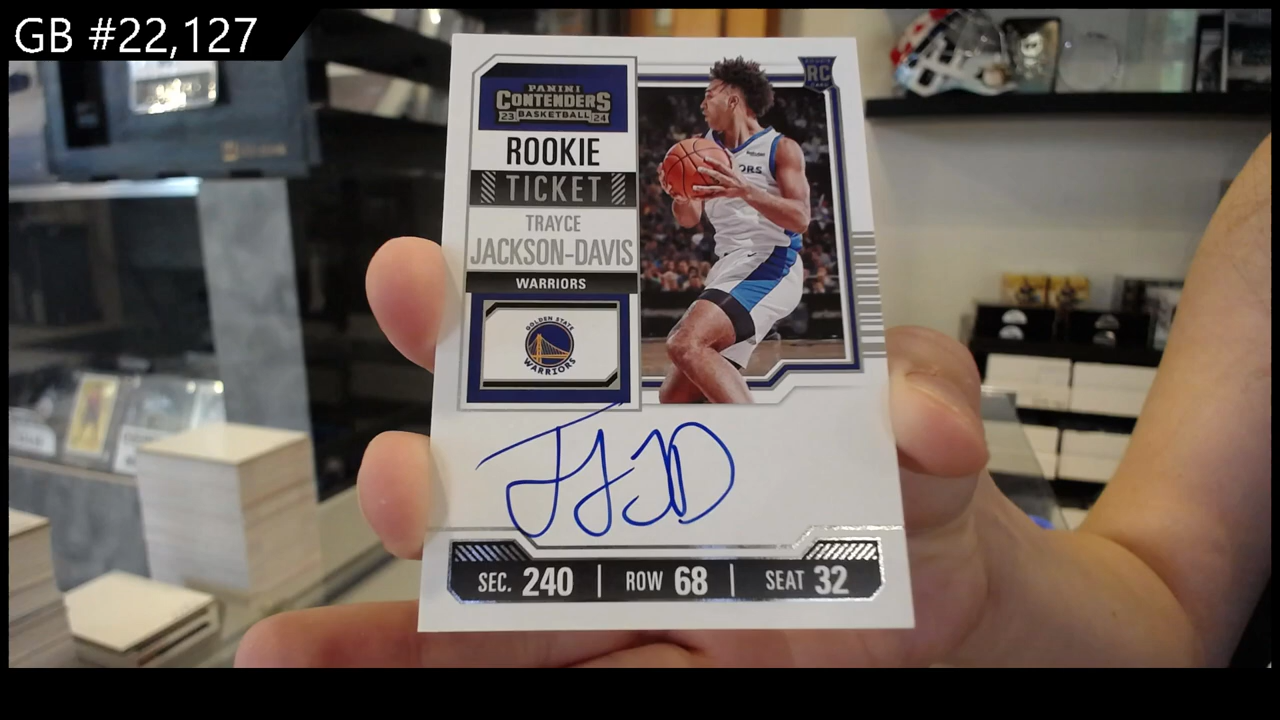 GB #22,127
PANINI
CONTENDERS
23 BASKETBALL 24
ROOKIE
TICKET
TRAYCE
JACKSON-DAVIS
WARRIORS
GOLDEN STATE
WARRIORS
RC
ORS
SEC. 240 | ROW 68 | SEAT 32